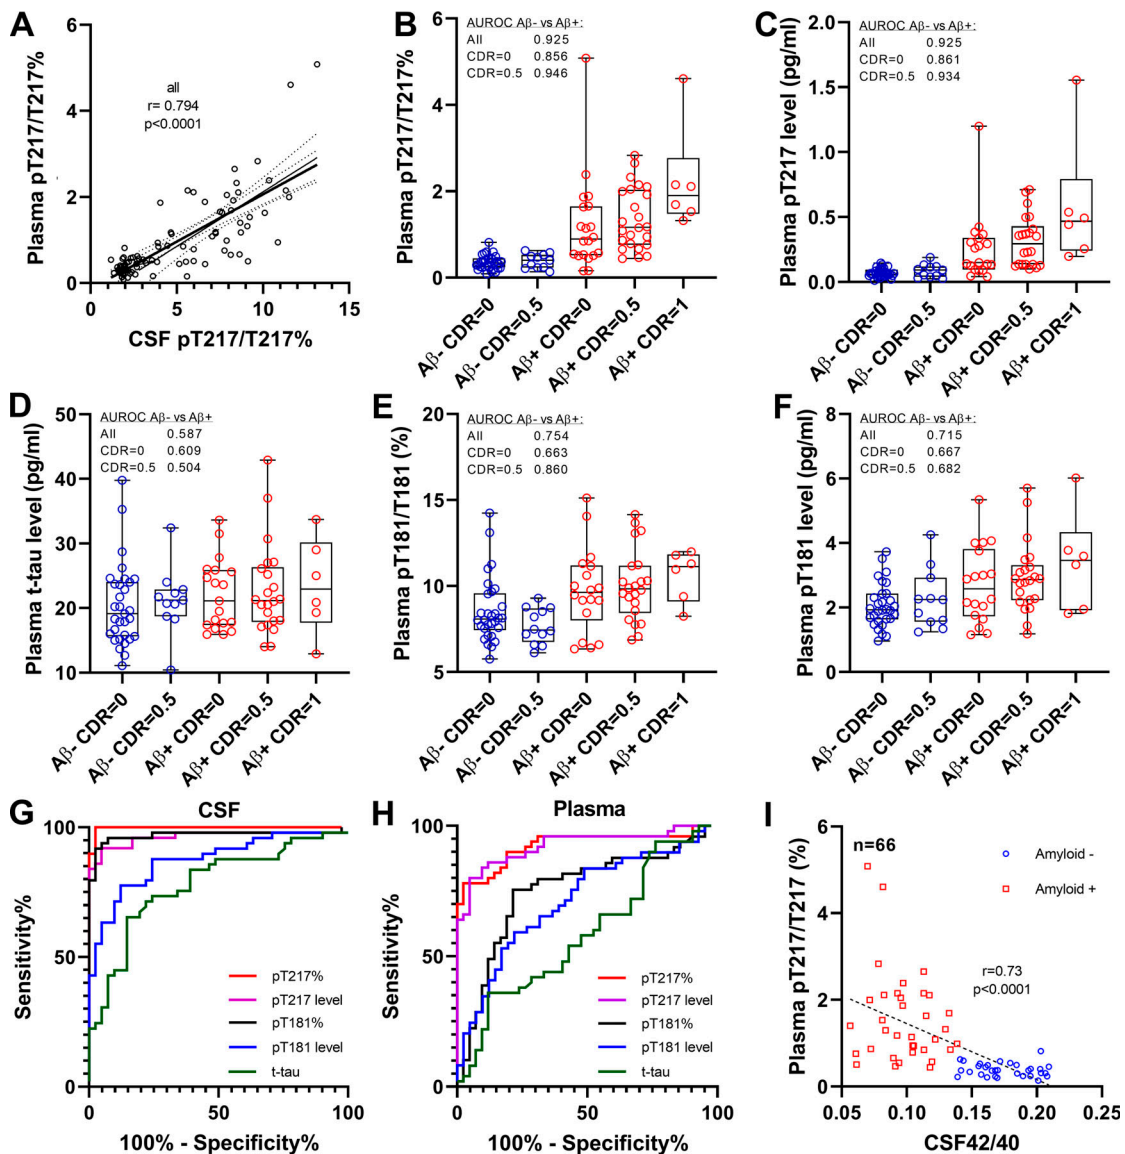 A
Plasma pT217/T217%
6
4
2
0
all
r= 0.794
p<0.0001
0
5
10
15
CSF pT217/T217%
B
Plasma pT217/T217%
AUROC Aβ- vs Aβ+:
All 0.925
CDR=0 0.856
CDR=0.5 0.946
6
4
2
0
Aβ- CDR=0
Aβ- CDR=0.5
Aβ+ CDR=0
Aβ+ CDR=0.5
Aβ+ CDR=1
C
Plasma pT217 level (pg/ml)
AUROC Aβ- vs Aβ+:
All 0.925
CDR=0 0.861
CDR=0.5 0.934
2.0
1.5
1.0
0.5
0.0
Aβ- CDR=0
Aβ- CDR=0.5
Aβ+ CDR=0
Aβ+ CDR=0.5
Aβ+ CDR=1
D
Plasma t-tau level (pg/ml)
AUROC Aβ- vs Aβ+
All 0.587
CDR=0 0.609
CDR=0.5 0.504
50
40
30
20
10
Aβ- CDR=0
Aβ- CDR=0.5
Aβ+ CDR=0
Aβ+ CDR=0.5
Aβ+ CDR=1
E
Plasma pT181/T181 (%)
AUROC Aβ- vs Aβ+:
All 0.754
CDR=0 0.663
CDR=0.5 0.860
20
15
10
5
Aβ- CDR=0
Aβ- CDR=0.5
Aβ+ CDR=0
Aβ+ CDR=0.5
Aβ+ CDR=1
F
Plasma pT181 level (pg/ml)
AUROC Aβ- vs Aβ+:
All 0.715
CDR=0 0.667
CDR=0.5 0.682
8
6
4
2
0
Aβ- CDR=0
Aβ- CDR=0.5
Aβ+ CDR=0
Aβ+ CDR=0.5
Aβ+ CDR=1
G
CSF
Sensitivity%
100
50
0
pT217%
pT217 level
pT181%
pT181 level
t-tau
0
50
100
100% - Specificity%
H
Plasma
Sensitivity%
100
50
0
pT217%
pT217 level
pT181%
pT181 level
t-tau
0
50
100
100% - Specificity%
I
Plasma pT217/T217 (%)
n=66
Amyloid -
Amyloid +
r=0.73
p<0.0001
6
4
2
0
0.05
0.10
0.15
0.20
0.25
CSF42/40